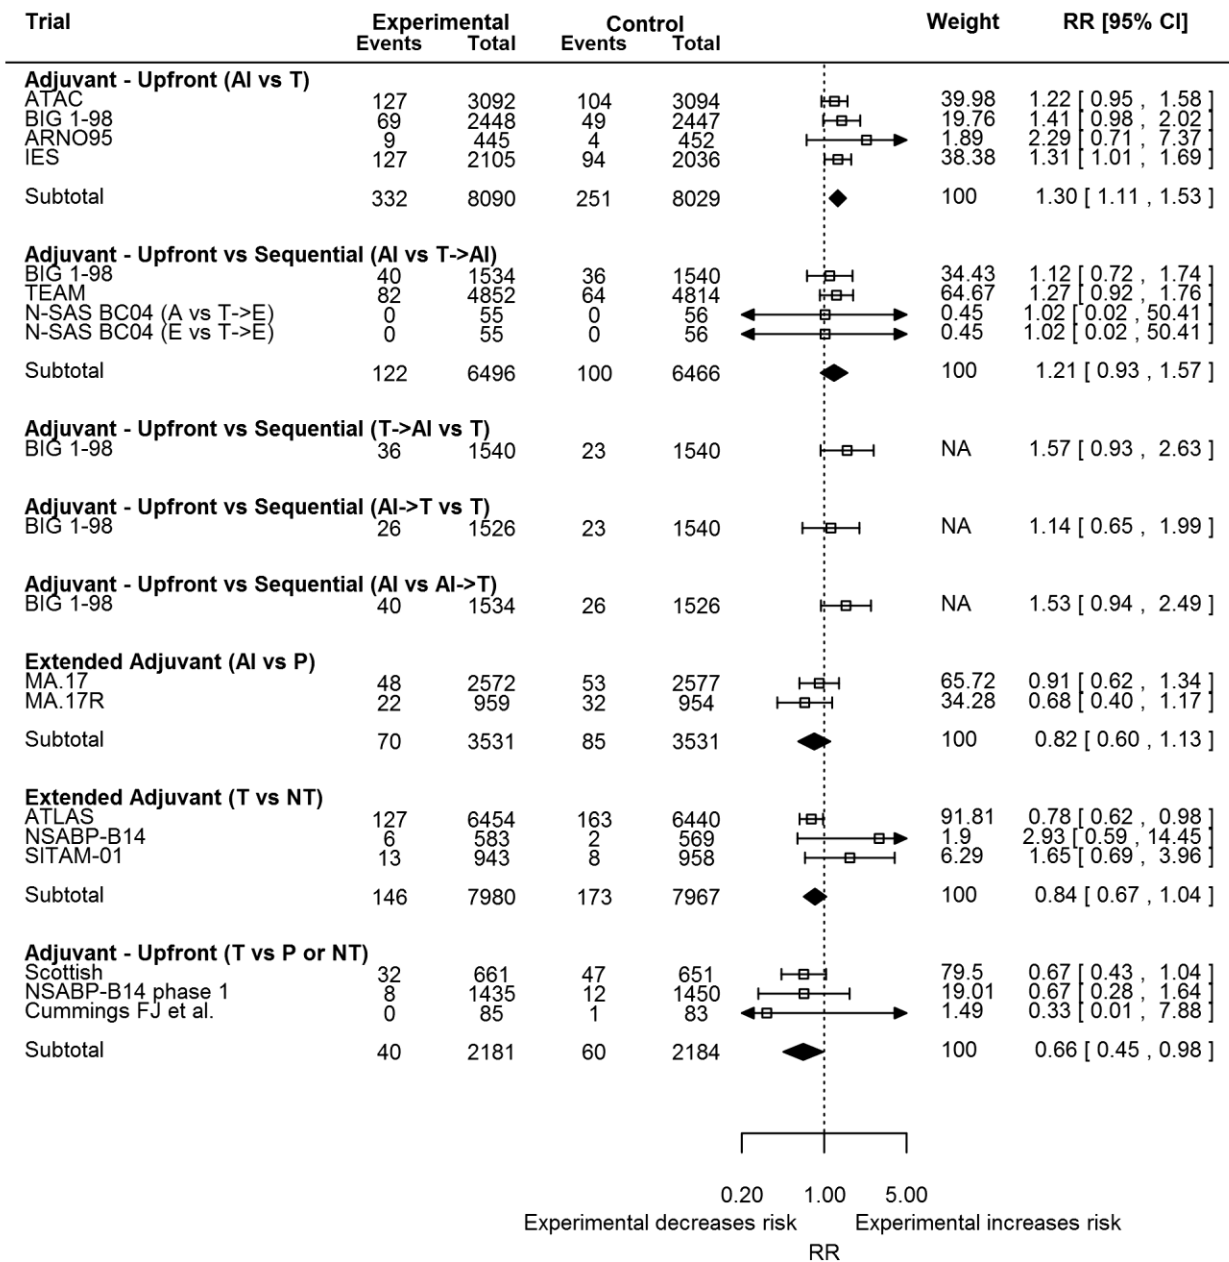 Trial Experimental Control Weight RR [95% CI]
Events Total Events Total
Adjuvant - Upfront (AI vs T)
ATAC 127 3092 104 3094 39.98 1.22 [ 0.95 , 1.58 ]
BIG 1-98 69 2448 49 2447 19.76 1.41 [ 0.98 , 2.02 ]
ARNO95 9 445 4 452 1.89 2.29 [ 0.71 , 7.37 ]
IES 127 2105 94 2036 38.38 1.31 [ 1.01 , 1.69 ]
Subtotal 332 8090 251 8029 100 1.30 [ 1.11 , 1.53 ]
Adjuvant - Upfront vs Sequential (AI vs T->AI)
BIG 1-98 40 1534 36 1540 34.43 1.12 [ 0.72 , 1.74 ]
TEAM 82 4852 64 4814 64.67 1.27 [ 0.92 , 1.76 ]
N-SAS BC04 (A vs T->E) 0 55 0 56 0.45 1.02 [ 0.02 , 50.41 ]
N-SAS BC04 (E vs T->E) 0 55 0 56 0.45 1.02 [ 0.02 , 50.41 ]
Subtotal 122 6496 100 6466 100 1.21 [ 0.93 , 1.57 ]
Adjuvant - Upfront vs Sequential (T->AI vs T)
BIG 1-98 36 1540 23 1540 NA 1.57 [ 0.93 , 2.63 ]
Adjuvant - Upfront vs Sequential (AI->T vs T)
BIG 1-98 26 1526 23 1540 NA 1.14 [ 0.65 , 1.99 ]
Adjuvant - Upfront vs Sequential (AI vs AI->T)
BIG 1-98 40 1534 26 1526 NA 1.53 [ 0.94 , 2.49 ]
Extended Adjuvant (AI vs P)
MA.17 48 2572 53 2577 65.72 0.91 [ 0.62 , 1.34 ]
MA.17R 22 959 32 954 34.28 0.68 [ 0.40 , 1.17 ]
Subtotal 70 3531 85 3531 100 0.82 [ 0.60 , 1.13 ]
Extended Adjuvant (T vs NT)
ATLAS 127 6454 163 6440 91.81 0.78 [ 0.62 , 0.98 ]
NSABP-B14 6 583 2 569 1.9 2.93 [ 0.59 , 14.45 ]
SITAM-01 13 943 8 958 6.29 1.65 [ 0.69 , 3.96 ]
Subtotal 146 7980 173 7967 100 0.84 [ 0.67 , 1.04 ]
Adjuvant - Upfront (T vs P or NT)
Scottish 32 661 47 651 79.5 0.67 [ 0.43 , 1.04 ]
NSABP-B14 phase 1 8 1435 12 1450 19.01 0.67 [ 0.28 , 1.64 ]
Cummings FJ et al. 0 85 1 83 1.49 0.33 [ 0.01 , 7.88 ]
Subtotal 40 2181 60 2184 100 0.66 [ 0.45 , 0.98 ]
0.20 1.00 5.00
Experimental decreases risk Experimental increases risk
RR